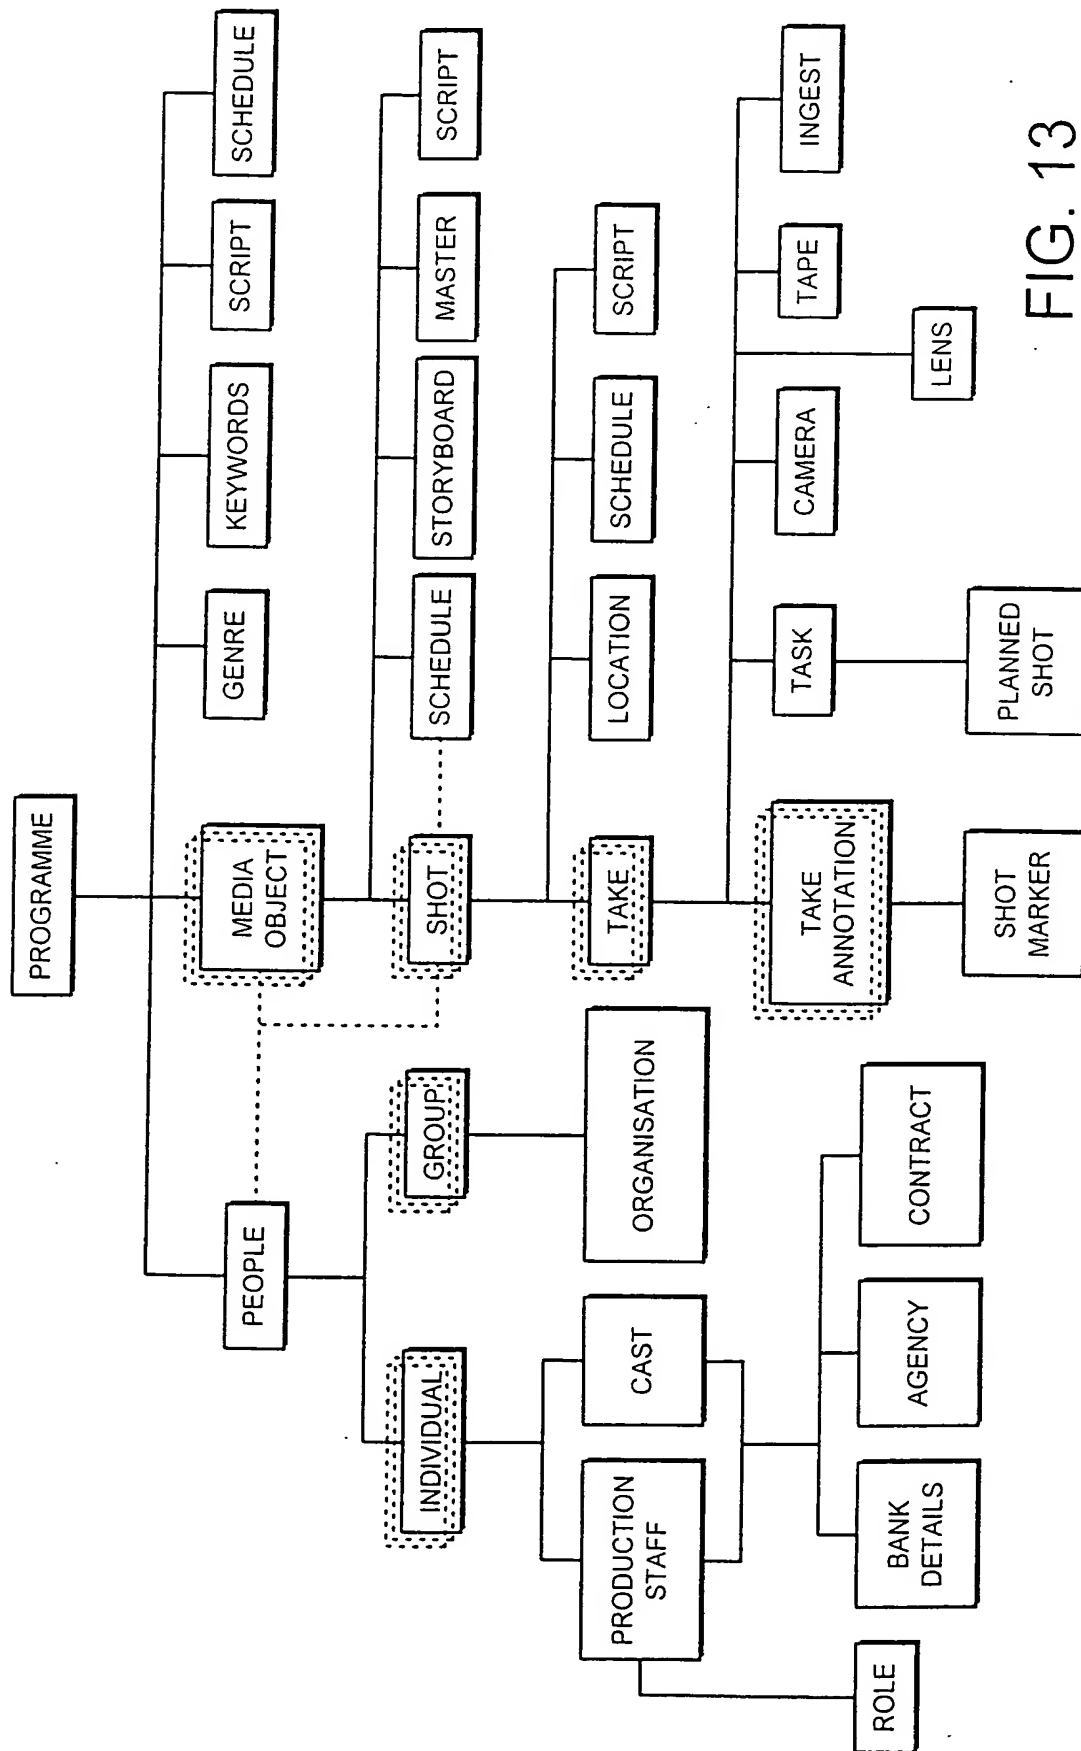 PROGRAMME
PEOPLE
MEDIA
OBJECT
GENRE
KEYWORDS
SCRIPT
SCHEDULE
INDIVIDUAL
GROUP
SHOT
SCHEDULE
STORYBOARD
MASTER
SCRIPT
PRODUCTION
STAFF
CAST
ORGANISATION
TAKE
LOCATION
SCHEDULE
SCRIPT
ROLE
BANK
DETAILS
AGENCY
CONTRACT
TAKE
ANNOTATION
TASK
CAMERA
LENS
TAPE
INGEST
SHOT
MARKER
PLANNED
SHOT
FIG. 13